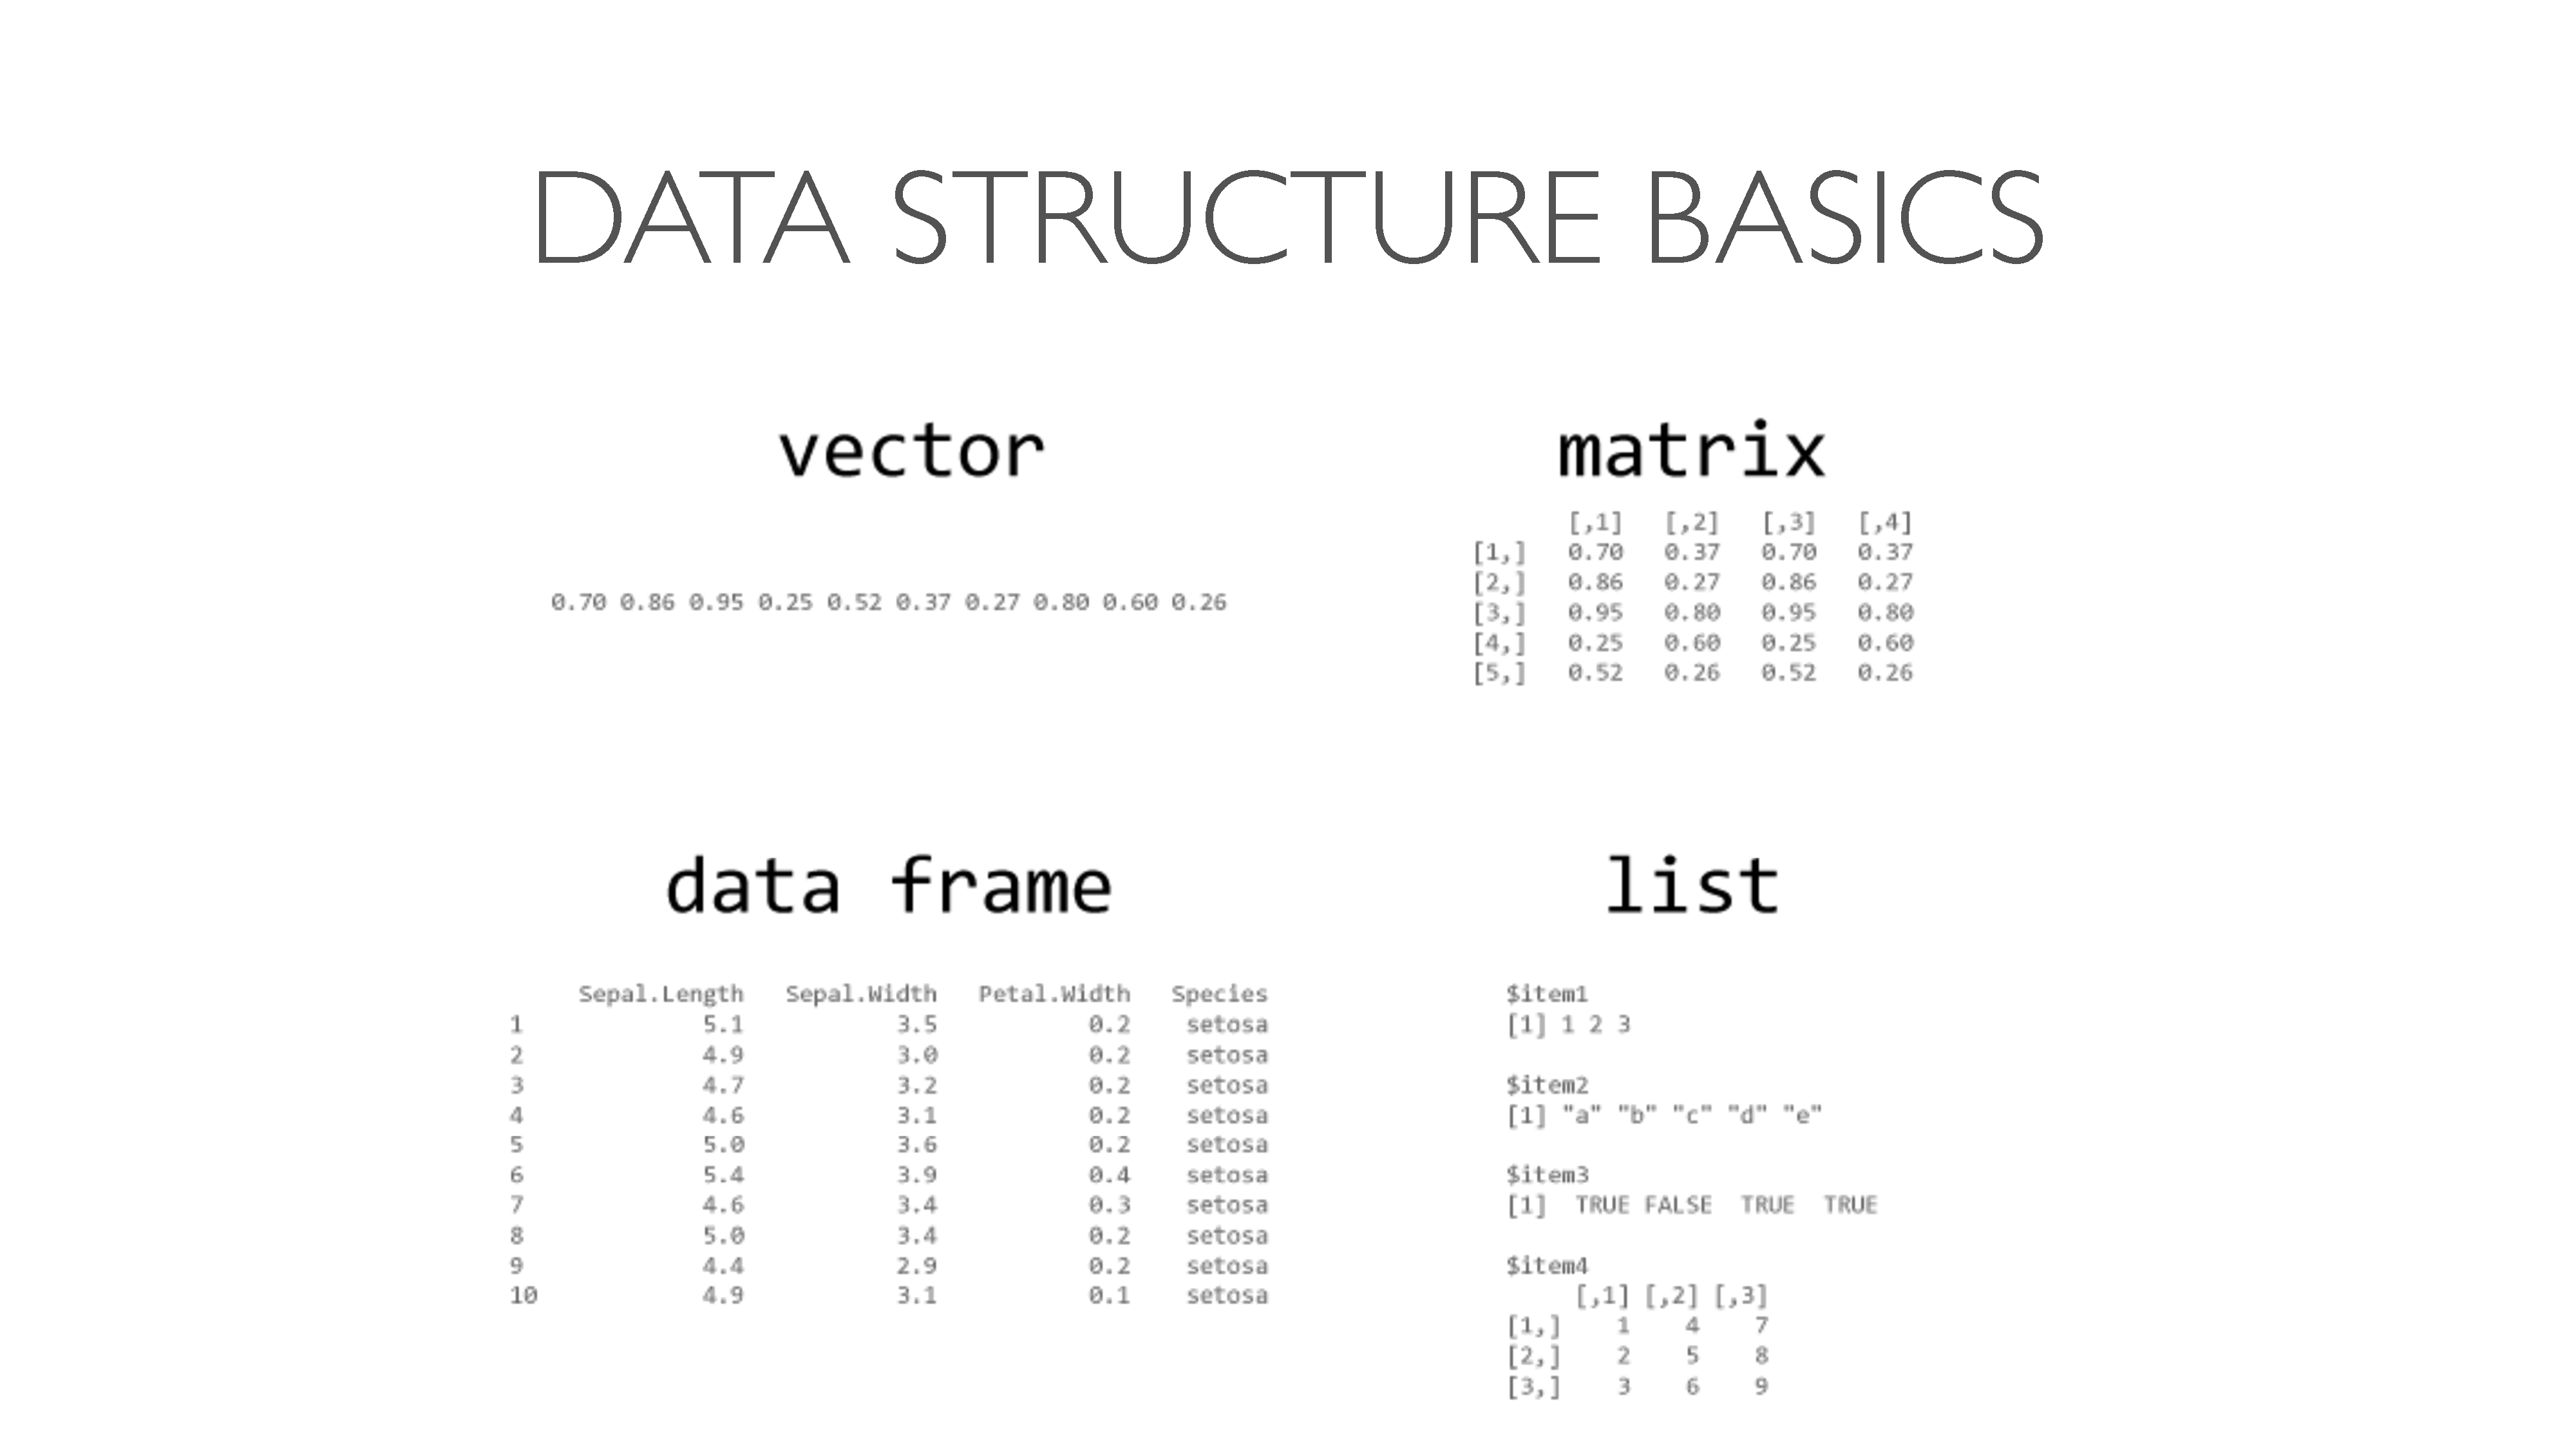 DATA STRUCTURE BASICS
vector
0.70 0.86 0.95 0.25 0.52 0.37 0.27 0.80 0.60 0.26
matrix
[,1] [,2] [,3] [,4]
[1,] 0.70 0.37 0.70 0.37
[2,] 0.86 0.27 0.86 0.27
[3,] 0.95 0.80 0.95 0.80
[4,] 0.25 0.60 0.25 0.60
[5,] 0.52 0.26 0.52 0.26
data frame
Sepal.Length Sepal.Width Petal.Width Species
1 5.1 3.5 0.2 setosa
2 4.9 3.0 0.2 setosa
3 4.7 3.2 0.2 setosa
4 4.6 3.1 0.2 setosa
5 5.0 3.6 0.2 setosa
6 5.4 3.9 0.4 setosa
7 4.6 3.4 0.3 setosa
8 5.0 3.4 0.2 setosa
9 4.4 2.9 0.2 setosa
10 4.9 3.1 0.1 setosa
list
$item1
[1] 1 2 3
$item2
[1] "a" "b" "c" "d" "e"
$item3
[1] TRUE FALSE TRUE TRUE
$item4
[,1] [,2] [,3]
[1,] 1 4 7
[2,] 2 5 8
[3,] 3 6 9